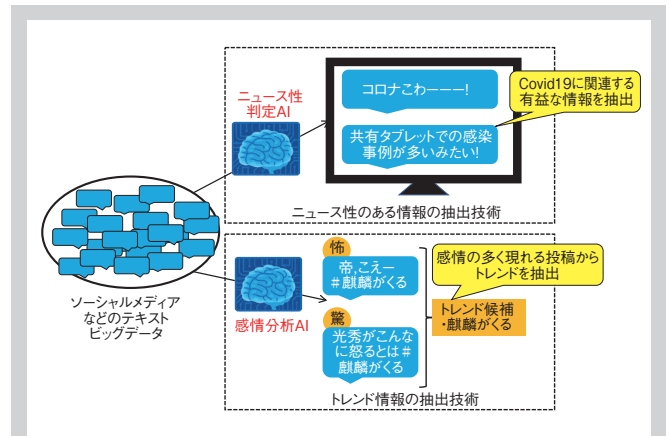 ニュース性
判定AI
コロナこわーーー!
共有タブレットでの感染
事例が多いみたい!
Covid19に関連する
有益な情報を抽出
ニュース性のある情報の抽出技術
ソーシャルメディア
などのテキスト
ビッグデータ
感情分析AI
怖
帝,こえー
#麒麟がくる
驚
光秀がこんな
に怒るとは#
麒麟がくる
感情の多く現れる投稿から
トレンドを抽出
トレンド候補
・麒麟がくる
トレンド情報の抽出技術